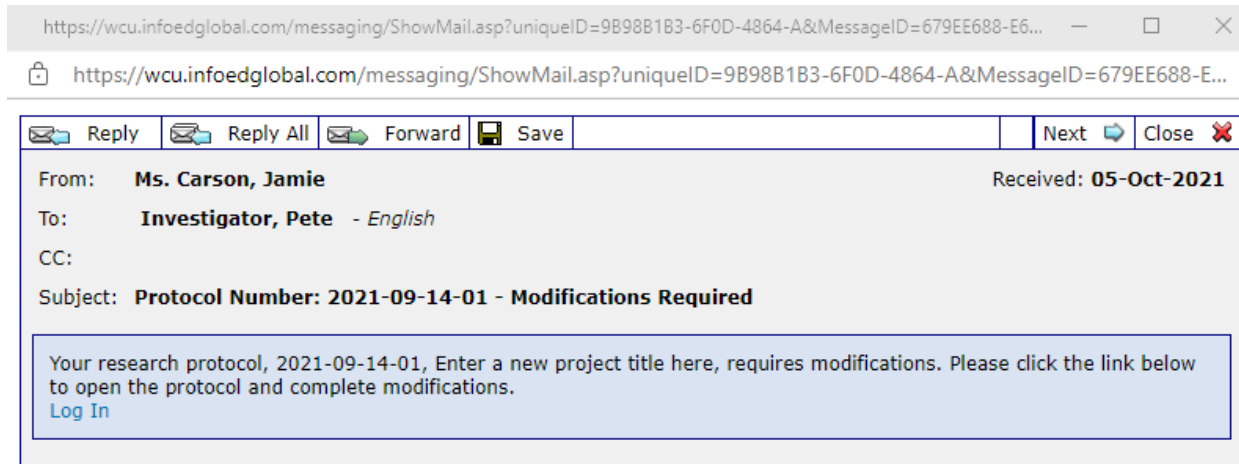 https://wcu.infoedglobal.com/messaging/ShowMail.asp?uniqueID=9B98B1B3-6F0D-4864-A&MessageID=679EE688-E6...
https://wcu.infoedglobal.com/messaging/ShowMail.asp?uniqueID=9B98B1B3-6F0D-4864-A&MessageID=679EE688-E...
Reply Reply All Forward Save Next Close
From: Ms. Carson, Jamie Received: 05-Oct-2021
To: Investigator, Pete - English
CC:
Subject: Protocol Number: 2021-09-14-01 - Modifications Required
Your research protocol, 2021-09-14-01, Enter a new project title here, requires modifications. Please click the link below
to open the protocol and complete modifications.
Log In